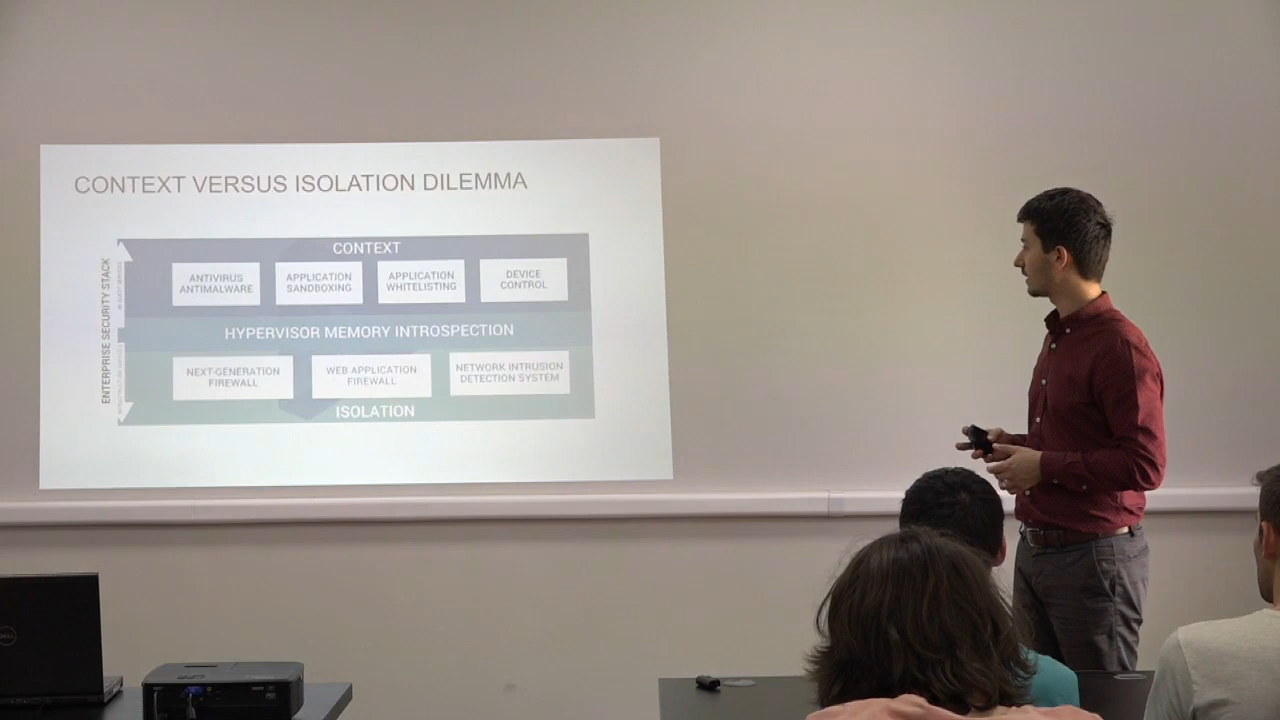 CONTEXT VERSUS ISOLATION DILEMMA
ENTERPRISE SECURITY STACK
CONTEXT
ANTIVIRUS
ANTIMALWARE
APPLICATION
SANDBOXING
APPLICATION
WHITELISTING
DEVICE
CONTROL
HYPERVISOR MEMORY INTROSPECTION
NEXT-GENERATION
FIREWALL
WEB APPLICATION
FIREWALL
NETWORK INTRUSION
DETECTION SYSTEM
ISOLATION
DELL